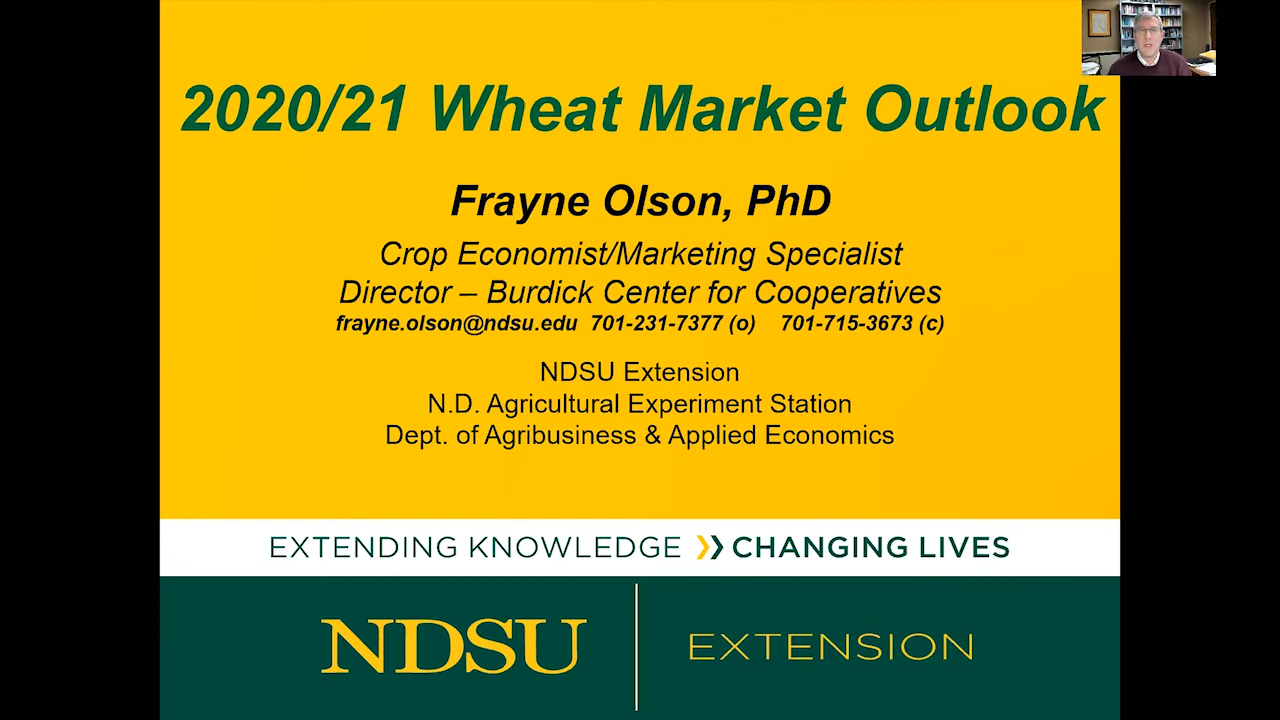 2020/21 Wheat Market Outlook
Frayne Olson, PhD
Crop Economist/Marketing Specialist
Director – Burdick Center for Cooperatives
frayne.olson@ndsu.edu 701-231-7377 (o) 701-715-3673 (c)
NDSU Extension
N.D. Agricultural Experiment Station
Dept. of Agribusiness & Applied Economics
EXTENDING KNOWLEDGE CHANGING LIVES
NDSU EXTENSION